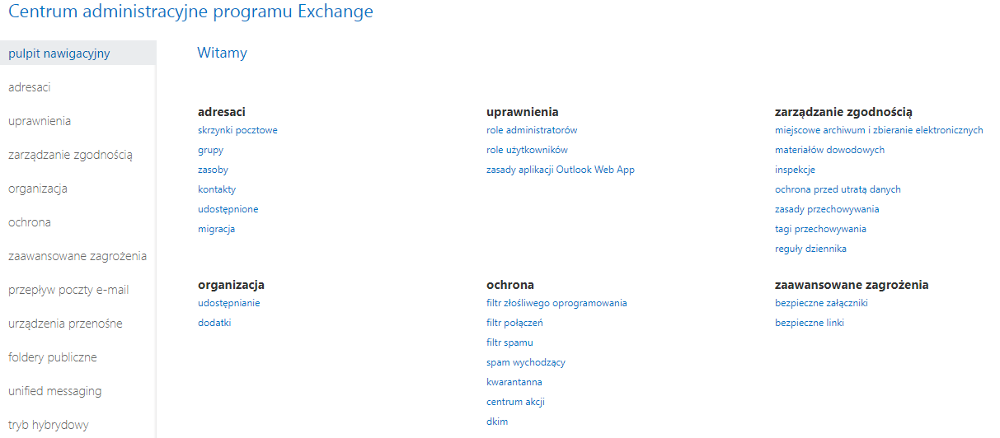 Centrum administracyjne programu Exchange
pulpit nawigacyjny
adresaci
uprawnienia
zarządzanie zgodnością
organizacja
ochrona
zaawansowane zagrożenia
przepływ poczty e-mail
urządzenia przenośne
foldery publiczne
unified messaging
tryb hybrydowy
Witamy
adresaci
skrzynki pocztowe
grupy
zasoby
kontakty
udostępnione
migracja
uprawnienia
role administratorów
role użytkowników
zasady aplikacji Outlook Web App
zarządzanie zgodnością
miejscowe archiwum i zbieranie elektronicznych
materiałów dowodowych
inspekcje
ochrona przed utratą danych
zasady przechowywania
tagi przechowywania
reguły dziennika
organizacja
udostępnianie
dodatki
ochrona
filtr złośliwego oprogramowania
filtr połączeń
filtr spamu
spam wychodzący
kwarantanna
centrum akcji
dkim
zaawansowane zagrożenia
bezpieczne załączniki
bezpieczne linki